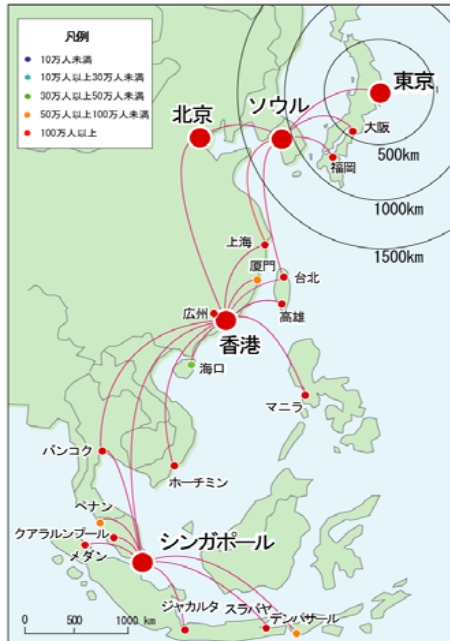 凡例
10万人未満
10万人以上30万人未満
30万人以上50万人未満
50万人以上100万人未満
100万人以上
東京
北京
ソウル
大阪
500km
福岡
1000km
1500km
上海
厦門
台北
広州
高雄
香港
海口
マニラ
バンコク
ホーチミン
ペナン
クアラルンプール
シンガポール
メダン
ジャカルタ
スラバヤ
デンパサール
0 500 1000 km